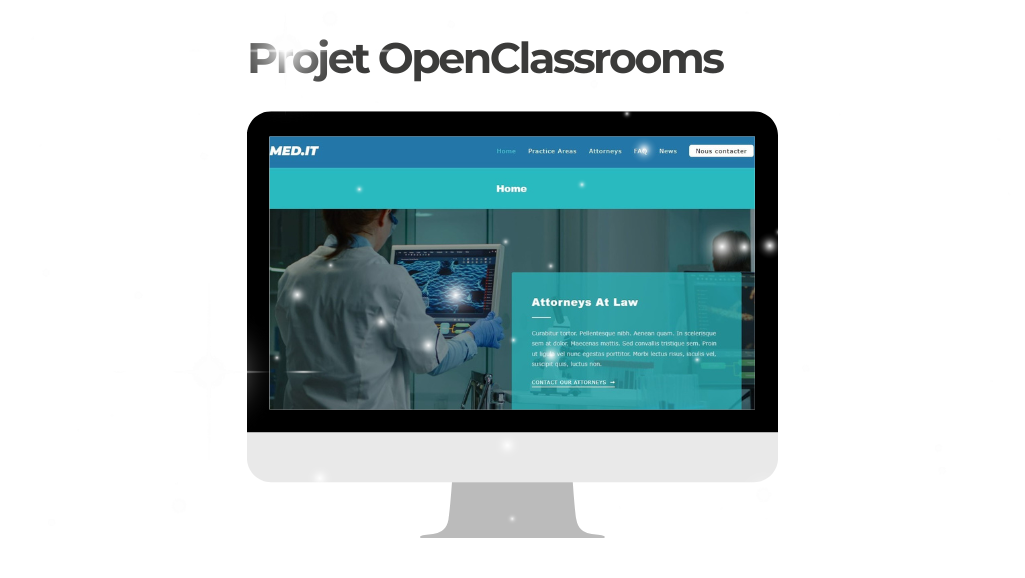 Projet OpenClassrooms
MED.IT
Home Practice Areas Attorneys FAQ News Nous contacter
Home
Attorneys At Law
Curabitur tortor. Pellentesque nibh. Aenean quam. In scelerisque
sem at dolor. Maecenas mattis. Sed convallis tristique sem. Proin
ut ligula vel nunc egestas porttitor. Morbi lectus risus, iaculis vel,
suscipit quis, luctus non.
CONTACT OUR ATTORNEYS →